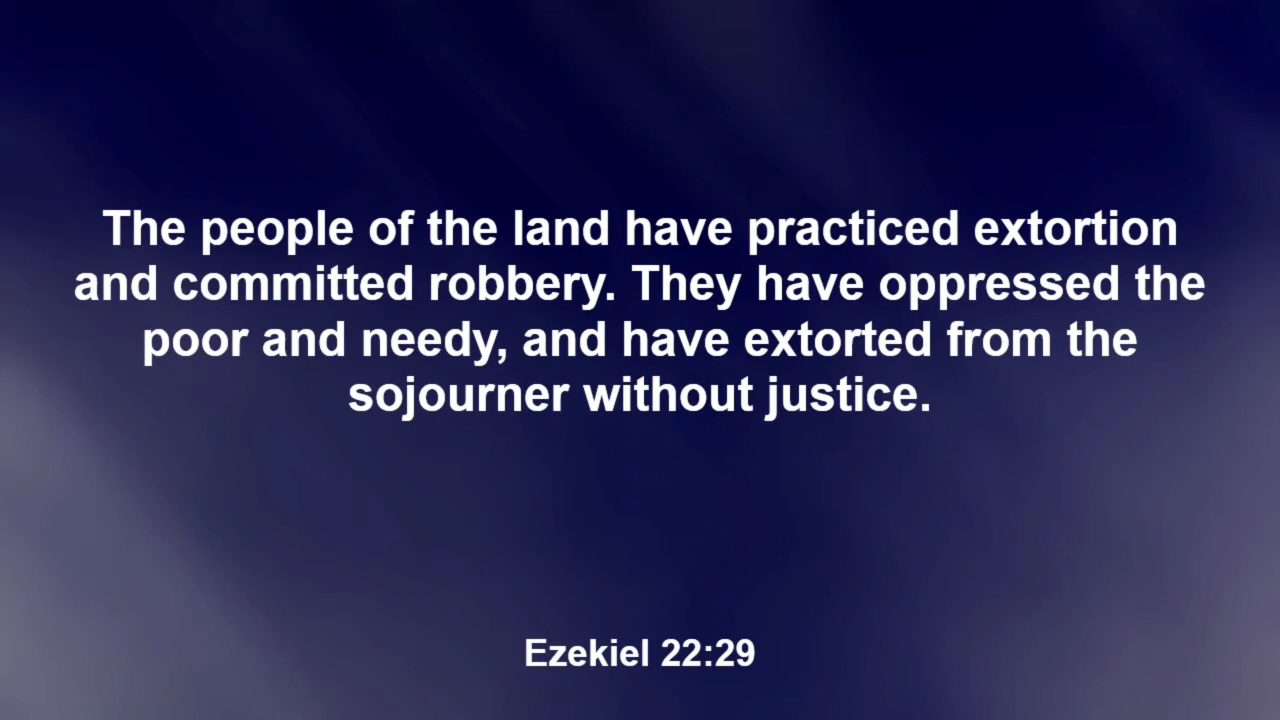 The people of the land have practiced extortion
and committed robbery. They have oppressed the
poor and needy, and have extorted from the
sojourner without justice.
Ezekiel 22:29